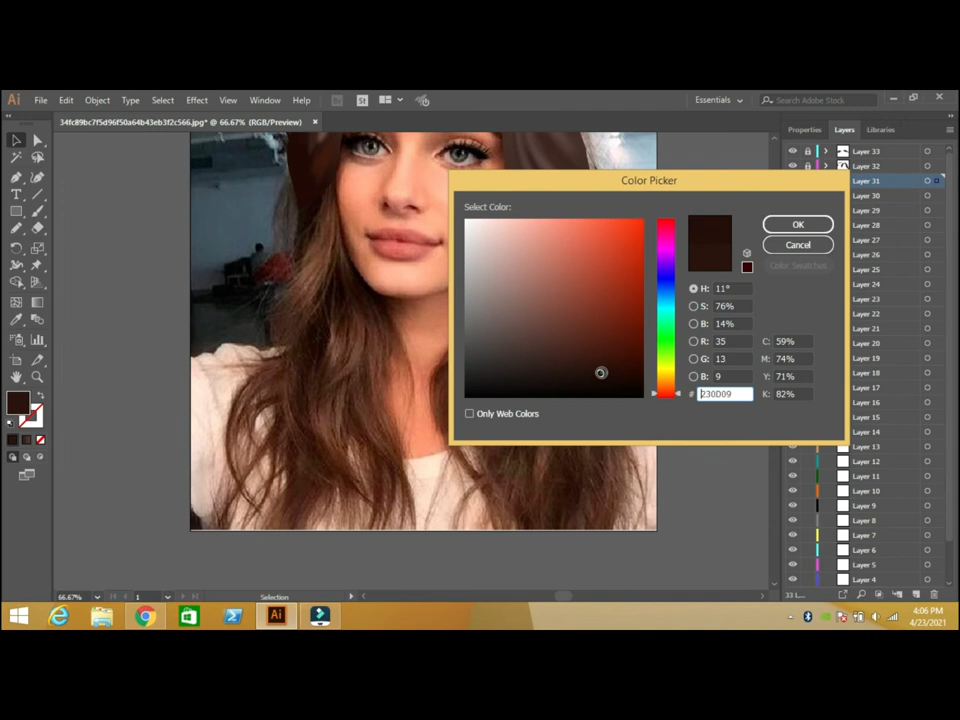 Ai File Edit Object Type Select Effect View Window Help Br St Essentials Search Adobe Stock
34fc89bc7f5d96f50a64b43eb3f2c566.jpg* @ 66.67% (RGB/Preview) ×
Properties Layers Libraries
Layer 33
Layer 32
Layer 31
Layer 30
Layer 29
Layer 28
Layer 27
Layer 26
Layer 25
Layer 24
Layer 23
Layer 22
Layer 21
Layer 20
Layer 19
Layer 18
Layer 17
Layer 16
Layer 15
Layer 14
Layer 13
Layer 12
Layer 11
Layer 10
Layer 9
Layer 8
Layer 7
Layer 6
Layer 5
Layer 4
33 L...
Color Picker
Select Color:
OK
Cancel
Color Swatches
H: 11°
S: 76%
B: 14%
R: 35 C: 59%
G: 13 M: 74%
B: 9 Y: 71%
# 230D09 K: 82%
Only Web Colors
66.67% 1 Selection
Ai
4:06 PM
4/23/2021